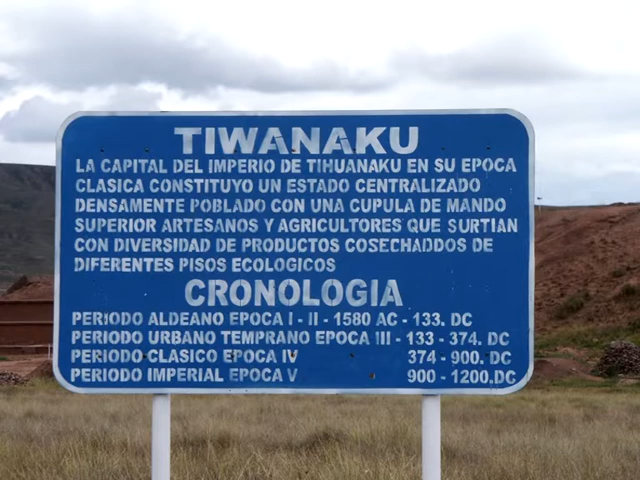 TIWANAKU
LA CAPITAL DEL IMPERIO DE TIHUANAKU EN SU EPOCA
CLASICA CONSTITUYO UN ESTADO CENTRALIZADO
DENSAMENTE POBLADO CON UNA CUPULA DE MANDO
SUPERIOR ARTESANOS Y AGRICULTORES QUE SURTIAN
CON DIVERSIDAD DE PRODUCTOS COSECHADDOS DE
DIFERENTES PISOS ECOLOGICOS
CRONOLOGIA
PERIODO ALDEANO EPOCA I - II - 1580 AC - 133. DC
PERIODO URBANO TEMPRANO EPOCA III - 133 - 374. DC
PERIODO CLASICO EPOCA IV 374 - 900. DC
PERIODO IMPERIAL EPOCA V 900 - 1200.DC